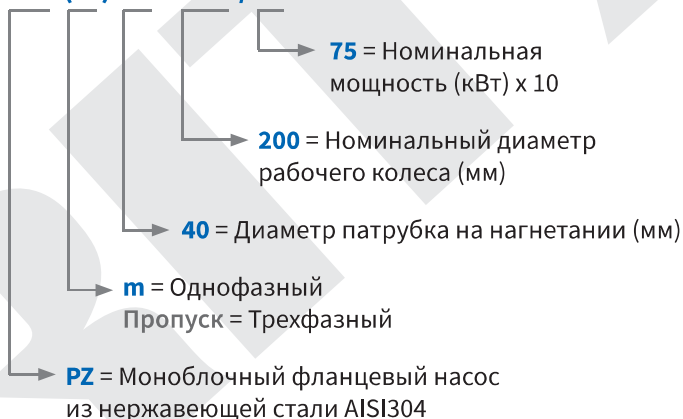 75 = Номинальная
мощность (кВт) x 10
200 = Номинальный диаметр
рабочего колеса (мм)
40 = Диаметр патрубка на нагнетании (мм)
m = Однофазный
Пропуск = Трехфазный
PZ = Моноблочный фланцевый насос
из нержавеющей стали AISI304